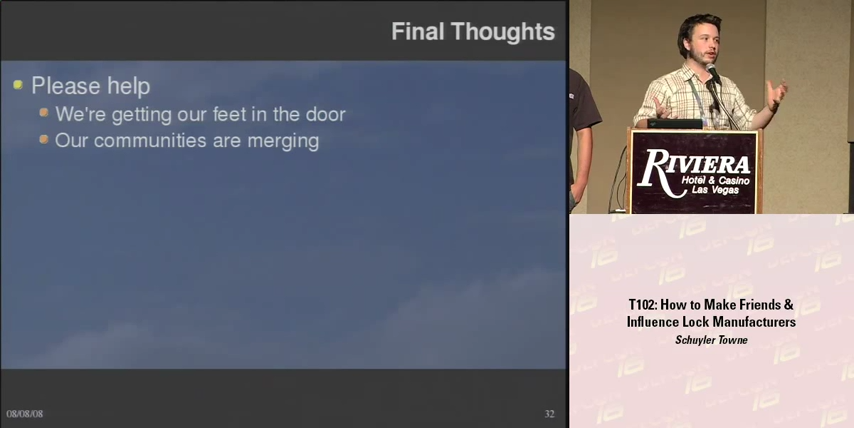 Final Thoughts
Please help
We're getting our feet in the door
Our communities are merging
08/08/08
32
RIVIERA
Hotel & Casino
Las Vegas
T102: How to Make Friends &
Influence Lock Manufacturers
Schuyler Towne